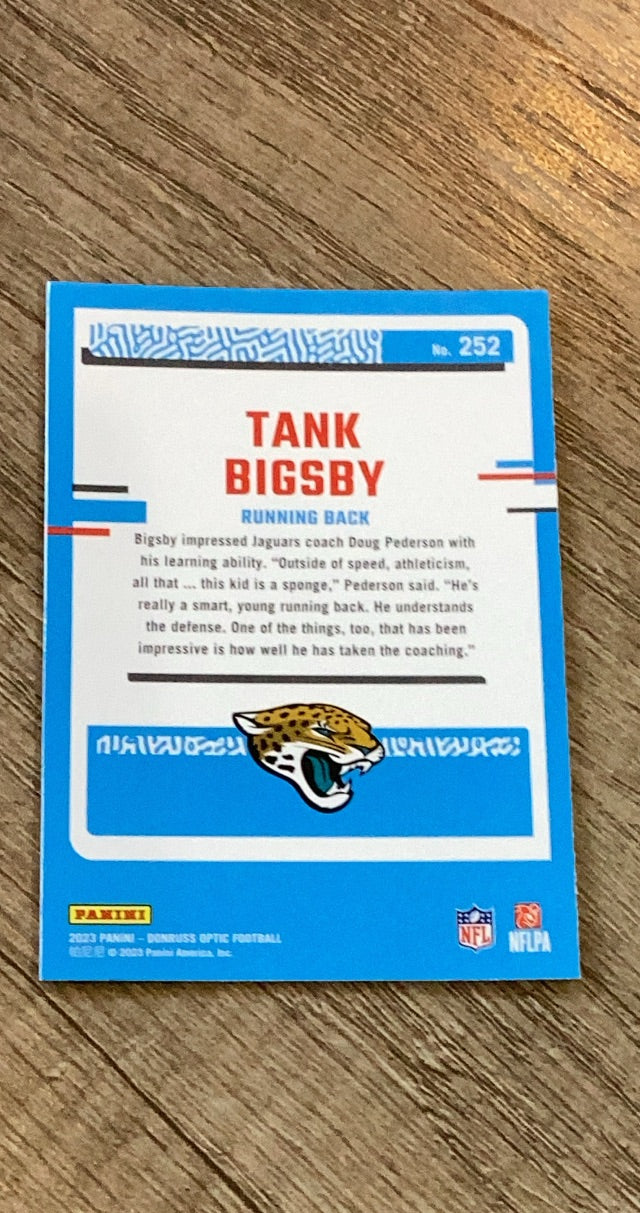 No. 252
TANK
BIGSBY
RUNNING BACK
Bigsby impressed Jaguars coach Doug Pederson with
his learning ability. “Outside of speed, athleticism,
all that ... this kid is a sponge,” Pederson said. “He's
really a smart, young running back. He understands
the defense. One of the things, too, that has been
impressive is how well he has taken the coaching.”
PANINI
2023 PANINI – DONRUSS OPTIC FOOTBALL
© 2023 Panini America, Inc.
NFL
NFLPA